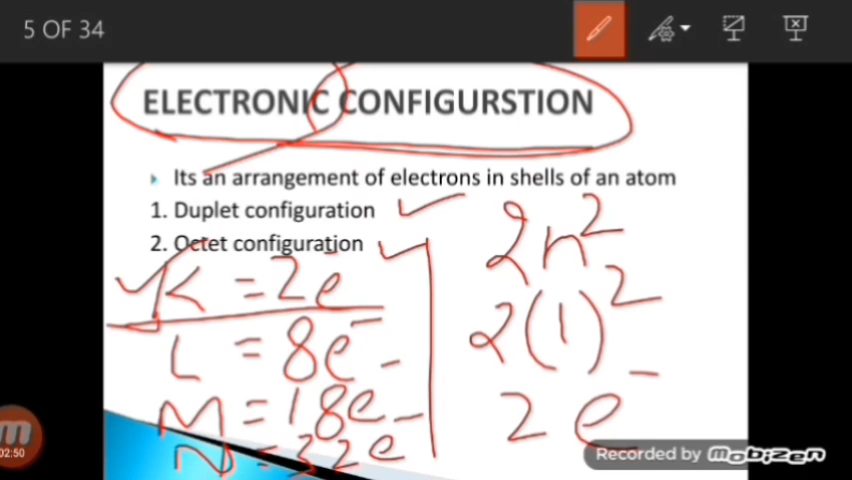 5 OF 34
ELECTRONIC CONFIGURSTION
Its an arrangement of electrons in shells of an atom
1. Duplet configuration
2. Octet configuration
K = 2e⁻
L = 8e⁻
M = 18e⁻
N = 32e⁻
2n²
2(1)²
2e⁻
02:50
Recorded by mobizen